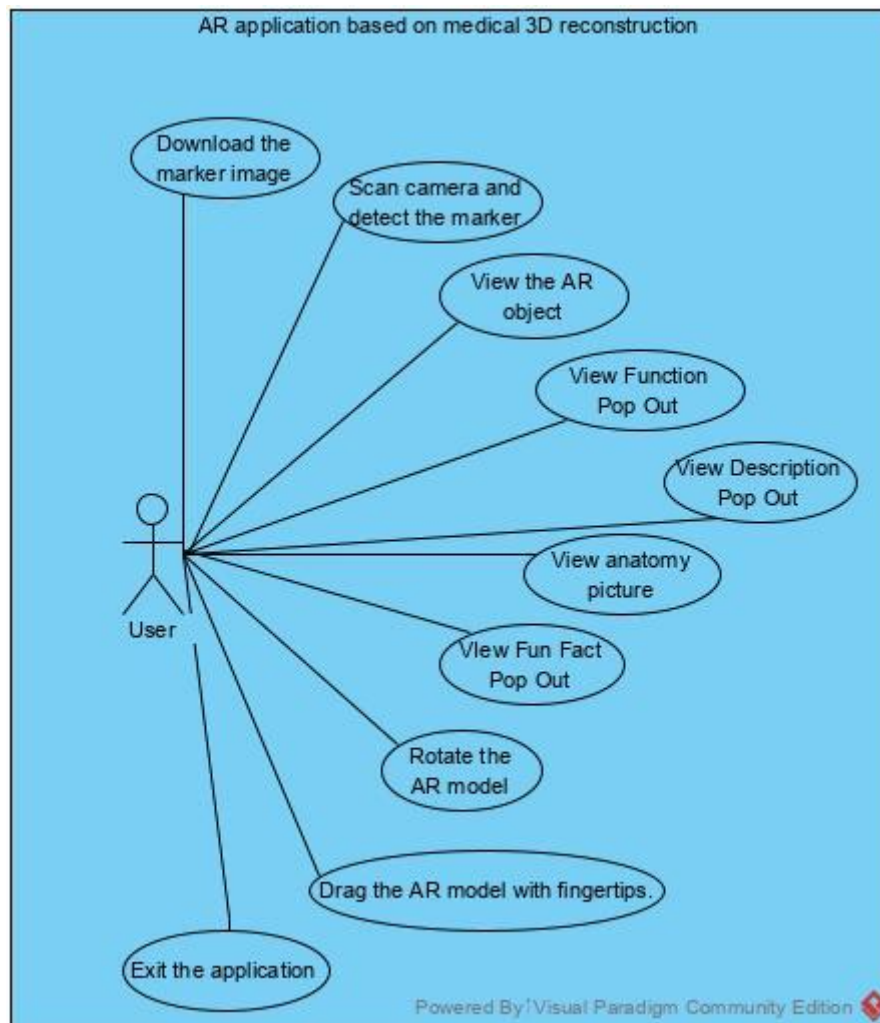 AR application based on medical 3D reconstruction
Download the
marker image
Scan camera and
detect the marker
View the AR
object
View Function
Pop Out
View Description
Pop Out
View anatomy
picture
VIew Fun Fact
Pop Out
User
Rotate the
AR model
Drag the AR model with fingertips.
Exit the application
Powered By Visual Paradigm Community Edition